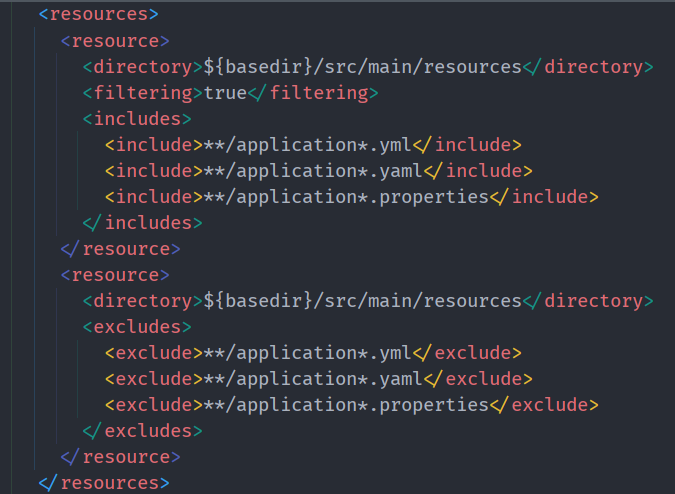 <resources>
<resource>
<directory>${basedir}/src/main/resources</directory>
<filtering>true</filtering>
<includes>
<include>**/application*.yml</include>
<include>**/application*.yaml</include>
<include>**/application*.properties</include>
</includes>
</resource>
<resource>
<directory>${basedir}/src/main/resources</directory>
<excludes>
<exclude>**/application*.yml</exclude>
<exclude>**/application*.yaml</exclude>
<exclude>**/application*.properties</exclude>
</excludes>
</resource>
</resources>